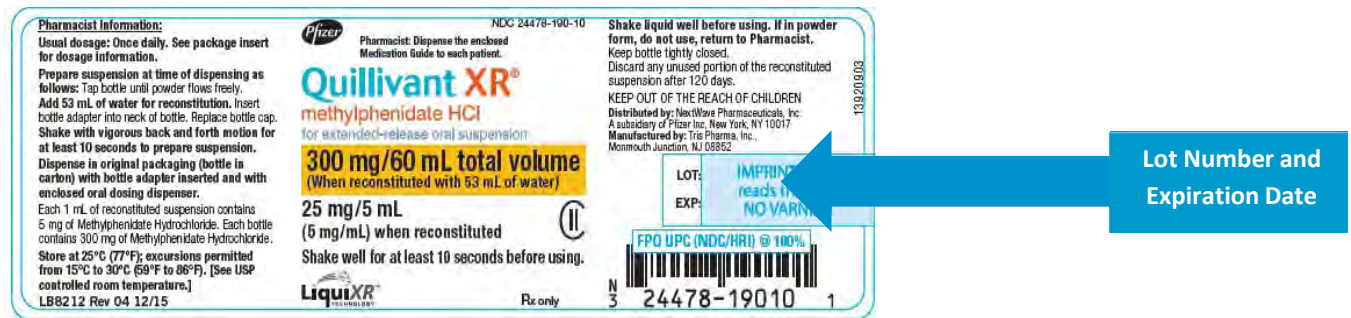 Pharmacist Information:
Usual dosage: Once daily. See package insert
for dosage information.
Prepare suspension at time of dispensing as
follows: Tap bottle until powder flows freely.
Add 53 mL of water for reconstitution. Insert
bottle adapter into neck of bottle. Replace bottle cap.
Shake with vigorous back and forth motion for
at least 10 seconds to prepare suspension.
Dispense in original packaging (bottle in
carton) with bottle adapter inserted and with
enclosed oral dosing dispenser.
Each 1 mL of reconstituted suspension contains
5 mg of Methylphenidate Hydrochloride. Each bottle
contains 300 mg of Methylphenidate Hydrochloride.
Store at 25°C (77°F); excursions permitted
from 15°C to 30°C (59°F to 86°F). [See USP
controlled room temperature.]
LB8212 Rev 04 12/15
Pfizer
NDC 24478-190-10
Pharmacist: Dispense the enclosed
Medication Guide to each patient.
Quillivant XR®
methylphenidate HCl
for extended-release oral suspension
300 mg/60 mL total volume
(When reconstituted with 53 mL of water)
25 mg/5 mL
(5 mg/mL) when reconstituted
CII
Shake well for at least 10 seconds before using.
LiquiXR™
TECHNOLOGY
Rx only
Shake liquid well before using. If in powder
form, do not use, return to Pharmacist.
Keep bottle tightly closed.
Discard any unused portion of the reconstituted
suspension after 120 days.
KEEP OUT OF THE REACH OF CHILDREN
Distributed by: NextWave Pharmaceuticals, Inc
A subsidiary of Pfizer Inc, New York, NY 10017
Manufactured by: Tris Pharma, Inc.,
Monmouth Junction, NJ 08852
13920903
LOT:
EXP:
IMPRINT
reads
NO VARN
FPO UPC (NDC/HRI) @ 100%
N
3 24478-19010 1
Lot Number and
Expiration Date